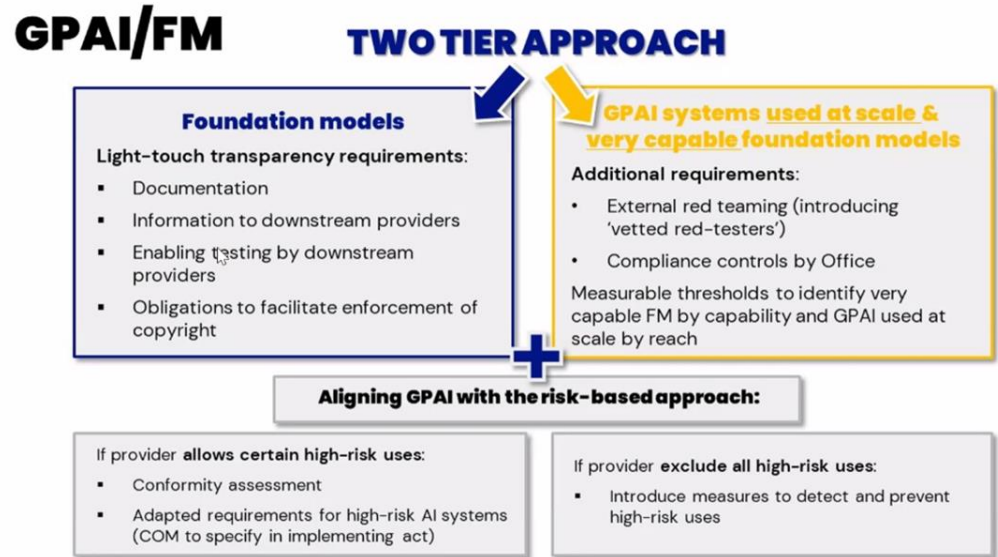 GPAI/FM
TWO TIER APPROACH
Foundation models
Light-touch transparency requirements:
▪ Documentation
▪ Information to downstream providers
▪ Enabling testing by downstream
providers
▪ Obligations to facilitate enforcement of
copyright
GPAI systems used at scale &
very capable foundation models
Additional requirements:
• External red teaming (introducing
‘vetted red-testers’)
• Compliance controls by Office
Measurable thresholds to identify very
capable FM by capability and GPAI used at
scale by reach
Aligning GPAI with the risk-based approach:
If provider allows certain high-risk uses:
▪ Conformity assessment
▪ Adapted requirements for high-risk AI systems
(COM to specify in implementing act)
If provider exclude all high-risk uses:
▪ Introduce measures to detect and prevent
high-risk uses